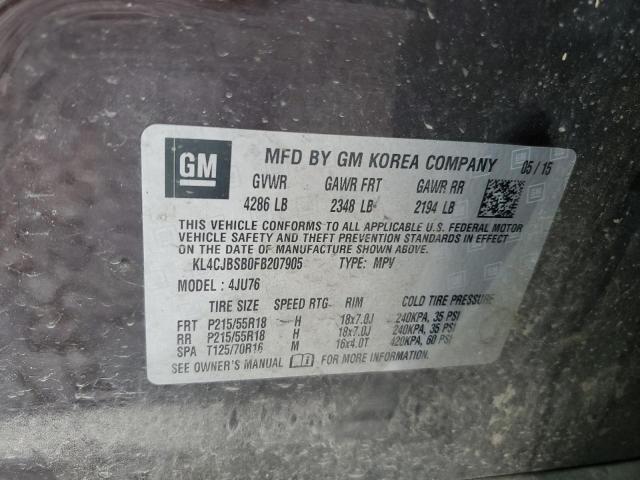 GM MFD BY GM KOREA COMPANY 05/15
GVWR GAWR FRT GAWR RR
4286 LB 2348 LB 2194 LB
THIS VEHICLE CONFORMS TO ALL APPLICABLE U.S. FEDERAL MOTOR
VEHICLE SAFETY AND THEFT PREVENTION STANDARDS IN EFFECT
ON THE DATE OF MANUFACTURE SHOWN ABOVE.
KL4CJBSB0FB207905 TYPE: MPV
MODEL: 4JU76
TIRE SIZE SPEED RTG RIM COLD TIRE PRESSURE
FRT P215/55R18 H 18x7.0J 240KPA, 35 PSI
RR P215/55R18 H 18x7.0J 240KPA, 35 PSI
SPA T125/70R16 M 16x4.0T 420KPA, 60 PSI
SEE OWNER'S MANUAL FOR MORE INFORMATION.